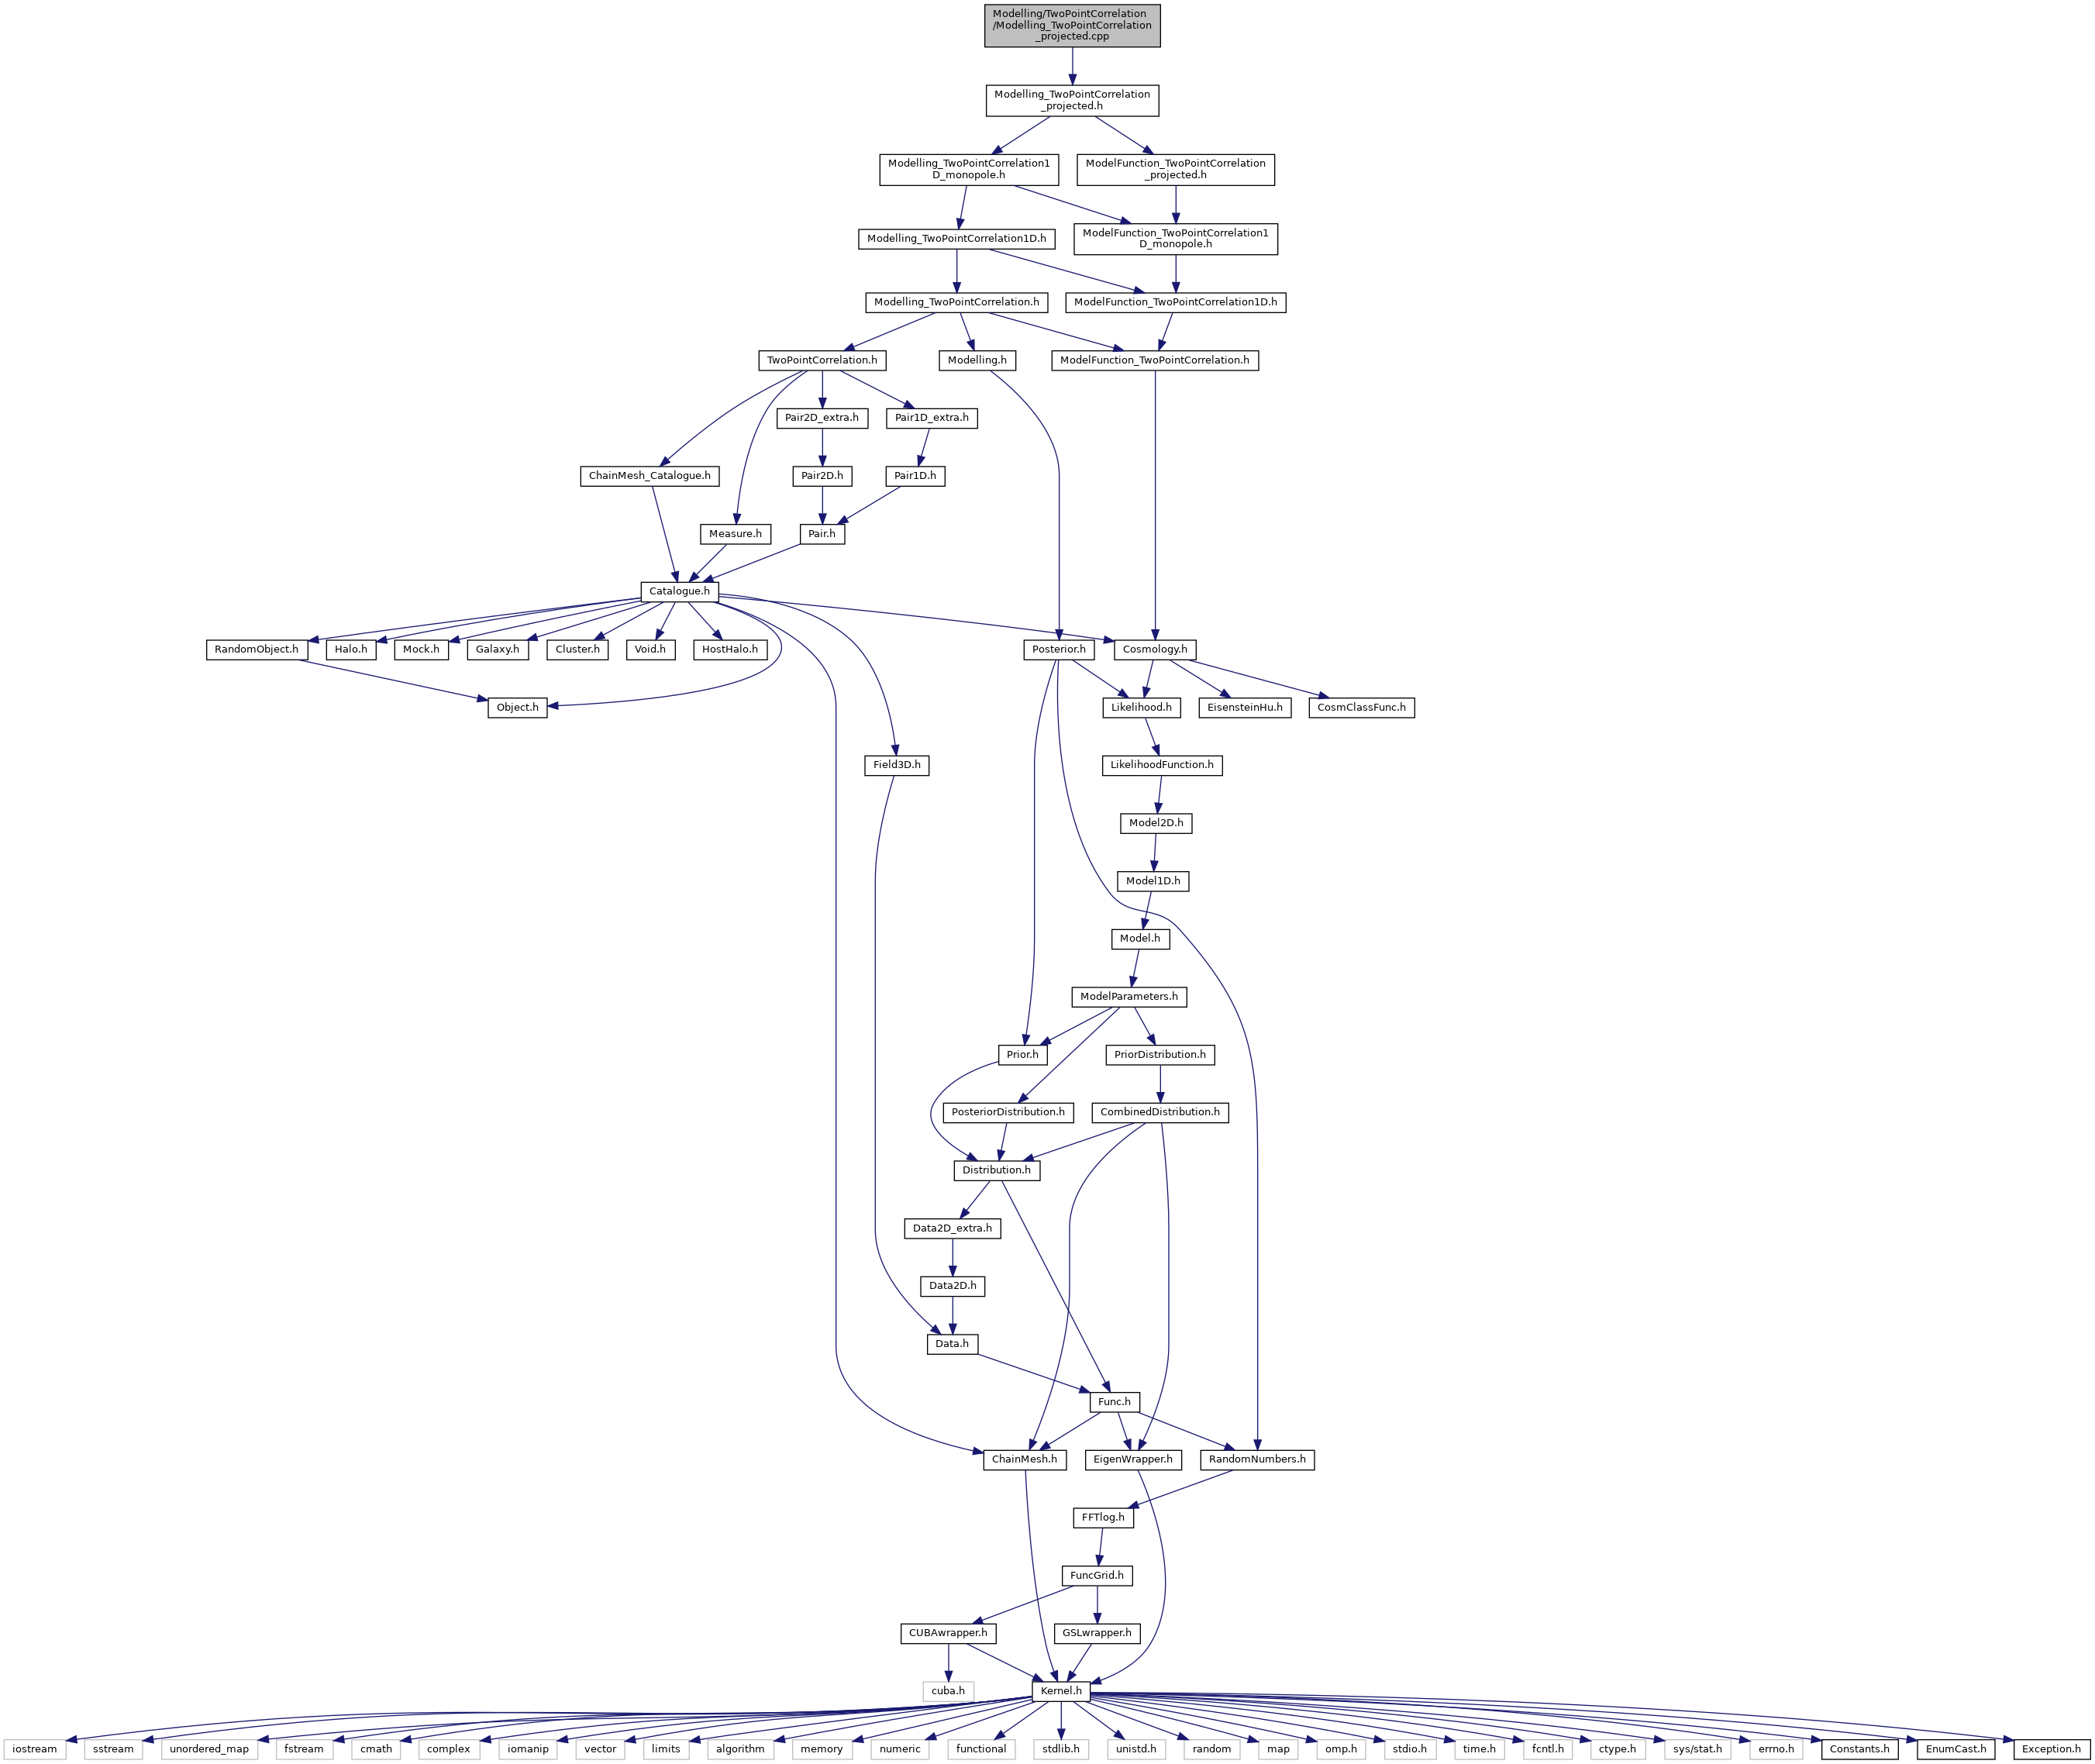 Modelling/TwoPointCorrelation
/Modelling_TwoPointCorrelation
_projected.cpp
Modelling_TwoPointCorrelation
_projected.h
Modelling_TwoPointCorrelation1
D_monopole.h
ModelFunction_TwoPointCorrelation
_projected.h
Modelling_TwoPointCorrelation1D.h
ModelFunction_TwoPointCorrelation1
D_monopole.h
Modelling_TwoPointCorrelation.h
ModelFunction_TwoPointCorrelation1D.h
TwoPointCorrelation.h
Modelling.h
ModelFunction_TwoPointCorrelation.h
Pair2D_extra.h
Pair1D_extra.h
ChainMesh_Catalogue.h
Pair2D.h
Pair1D.h
Measure.h
Pair.h
Catalogue.h
RandomObject.h
Halo.h
Mock.h
Galaxy.h
Cluster.h
Void.h
HostHalo.h
Posterior.h
Cosmology.h
Object.h
Likelihood.h
EisensteinHu.h
CosmClassFunc.h
Field3D.h
LikelihoodFunction.h
Model2D.h
Model1D.h
Model.h
ModelParameters.h
Prior.h
PriorDistribution.h
PosteriorDistribution.h
CombinedDistribution.h
Distribution.h
Data2D_extra.h
Data2D.h
Data.h
Func.h
ChainMesh.h
EigenWrapper.h
RandomNumbers.h
FFTlog.h
FuncGrid.h
CUBAwrapper.h
GSLwrapper.h
cuba.h
Kernel.h
iostream
sstream
unordered_map
fstream
cmath
complex
iomanip
vector
limits
algorithm
memory
numeric
functional
stdlib.h
unistd.h
random
map
omp.h
stdio.h
time.h
fcntl.h
ctype.h
sys/stat.h
errno.h
Constants.h
EnumCast.h
Exception.h